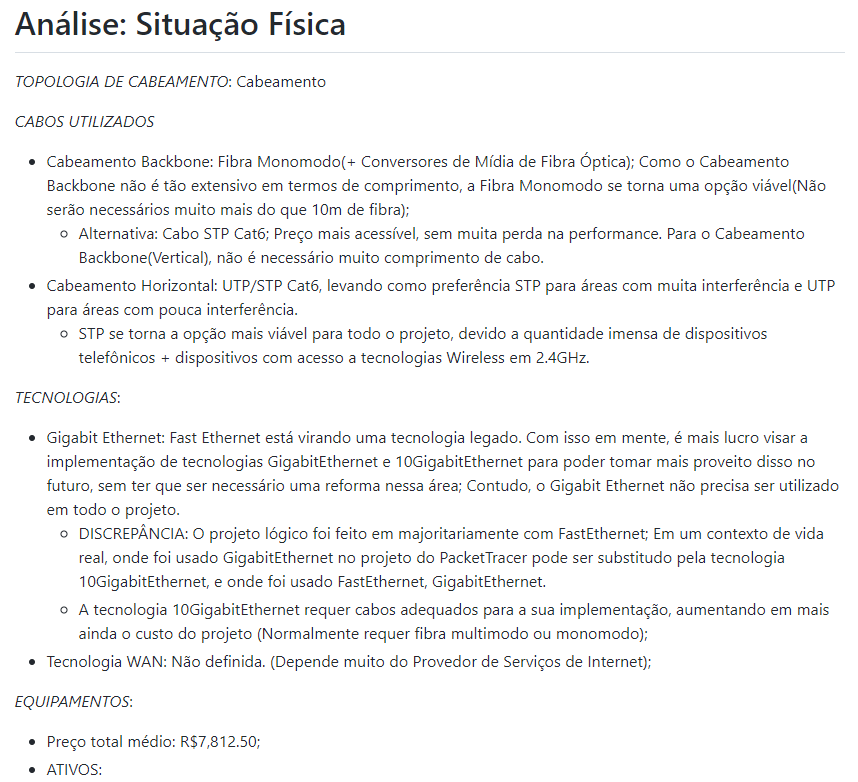 Análise: Situação Física
TOPOLOGIA DE CABEAMENTO: Cabeamento
CABOS UTILIZADOS
• Cabeamento Backbone: Fibra Monomodo(+ Conversores de Mídia de Fibra Óptica); Como o Cabeamento
Backbone não é tão extensivo em termos de comprimento, a Fibra Monomodo se torna uma opção viável(Não
serão necessários muito mais do que 10m de fibra);
◦ Alternativa: Cabo STP Cat6; Preço mais acessível, sem muita perda na performance. Para o Cabeamento
Backbone(Vertical), não é necessário muito comprimento de cabo.
• Cabeamento Horizontal: UTP/STP Cat6, levando como preferência STP para áreas com muita interferência e UTP
para áreas com pouca interferência.
◦ STP se torna a opção mais viável para todo o projeto, devido a quantidade imensa de dispositivos
telefônicos + dispositivos com acesso a tecnologias Wireless em 2.4GHz.
TECNOLOGIAS:
• Gigabit Ethernet: Fast Ethernet está virando uma tecnologia legado. Com isso em mente, é mais lucro visar a
implementação de tecnologias GigabitEthernet e 10GigabitEthernet para poder tomar mais proveito disso no
futuro, sem ter que ser necessário uma reforma nessa área; Contudo, o Gigabit Ethernet não precisa ser utilizado
em todo o projeto.
◦ DISCREPÂNCIA: O projeto lógico foi feito em majoritariamente com FastEthernet; Em um contexto de vida
real, onde foi usado GigabitEthernet no projeto do PacketTracer pode ser substitudo pela tecnologia
10GigabitEthernet, e onde foi usado FastEthernet, GigabitEthernet.
◦ A tecnologia 10GigabitEthernet requer cabos adequados para a sua implementação, aumentando em mais
ainda o custo do projeto (Normalmente requer fibra multimodo ou monomodo);
• Tecnologia WAN: Não definida. (Depende muito do Provedor de Serviços de Internet);
EQUIPAMENTOS:
• Preço total médio: R$7,812.50;
• ATIVOS: